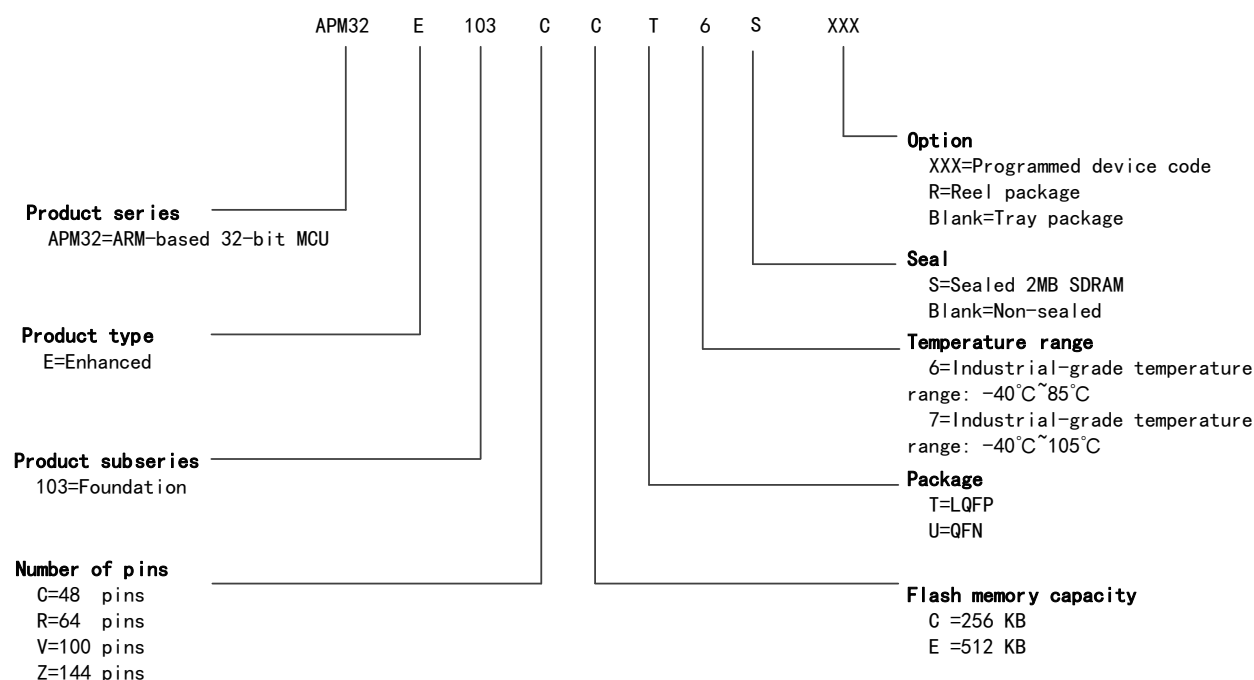 APM32 E 103 C C T 6 S XXX
Product series
APM32=ARM-based 32-bit MCU
Product type
E=Enhanced
Product subseries
103=Foundation
Number of pins
C=48 pins
R=64 pins
V=100 pins
Z=144 pins
Option
XXX=Programmed device code
R=Reel package
Blank=Tray package
Seal
S=Sealed 2MB SDRAM
Blank=Non-sealed
Temperature range
6=Industrial-grade temperature
range: -40℃~85℃
7=Industrial-grade temperature
range: -40℃~105℃
Package
T=LQFP
U=QFN
Flash memory capacity
C =256 KB
E =512 KB